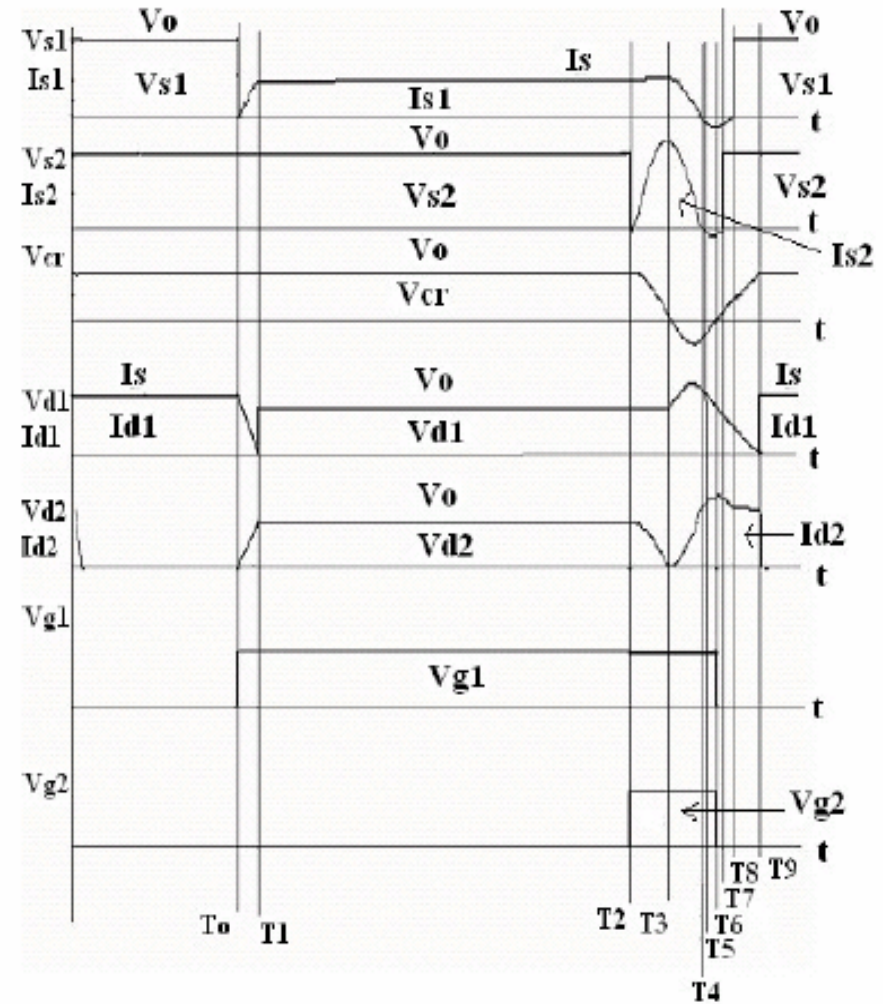 Vo Vo
Vs1
Is1 Vs1 Is Vs1
Is1 t
Vo
Vs2
Is2 Vs2 Vs2
t
Vcr Vo Is2
Vcr
t
Is Vo Is
Vd1
Id1 Id1 Vd1 Id1
t
Vo
Vd2
Id2 Vd2 Id2
t
Vg1
Vg1
t
Vg2
Vg2
t
T8 T9
T7
To T1 T2 T3 T6
T5
T4